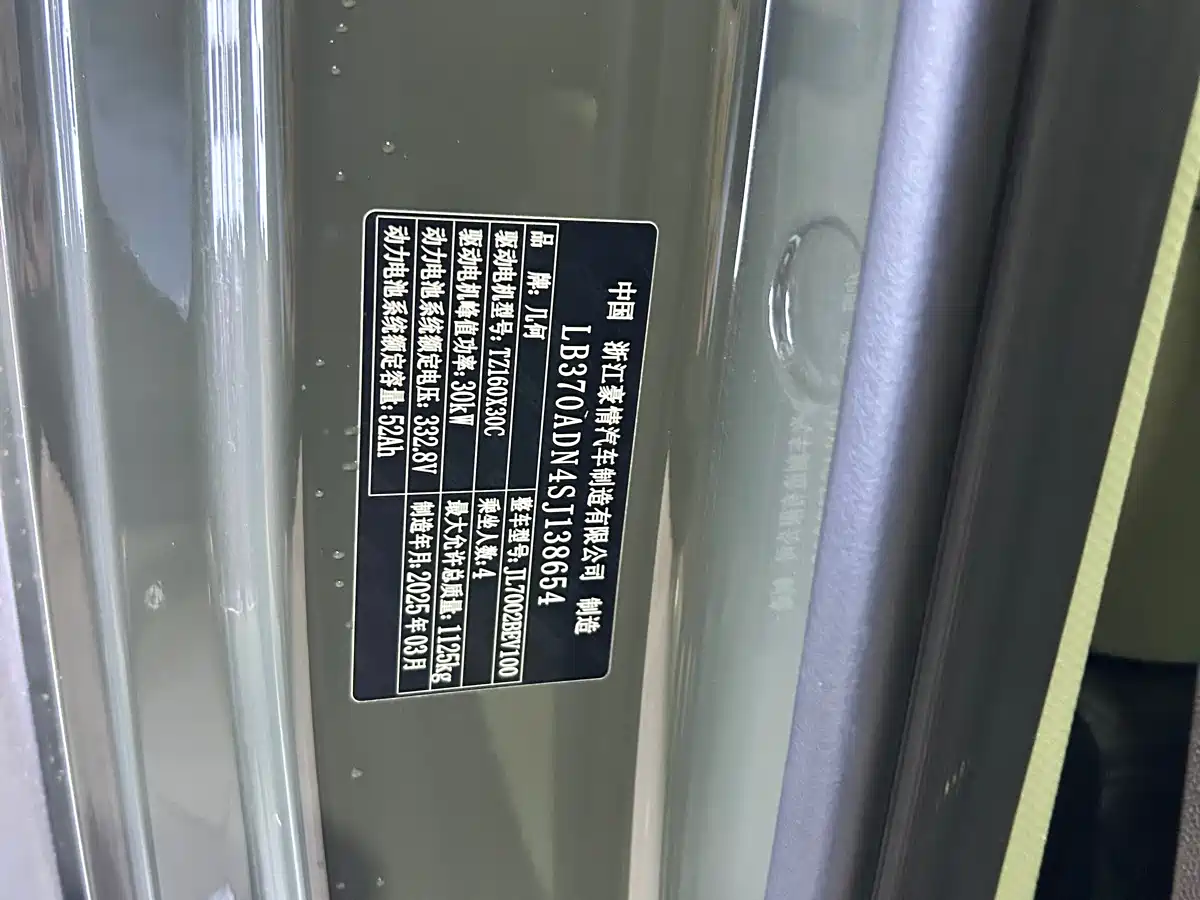 中国 浙江豪情汽车制造有限公司 制造
LB370ADN4SJ138654
品 牌:几何 整车型号:JL7002BEV100
驱动电机型号:TZ160X30C 乘坐人数:4
驱动电机峰值功率:30kW 最大允许总质量:1125kg
动力电池系统额定电压:332.8V 制造年月:2025年03月
动力电池系统额定容量:52Ah